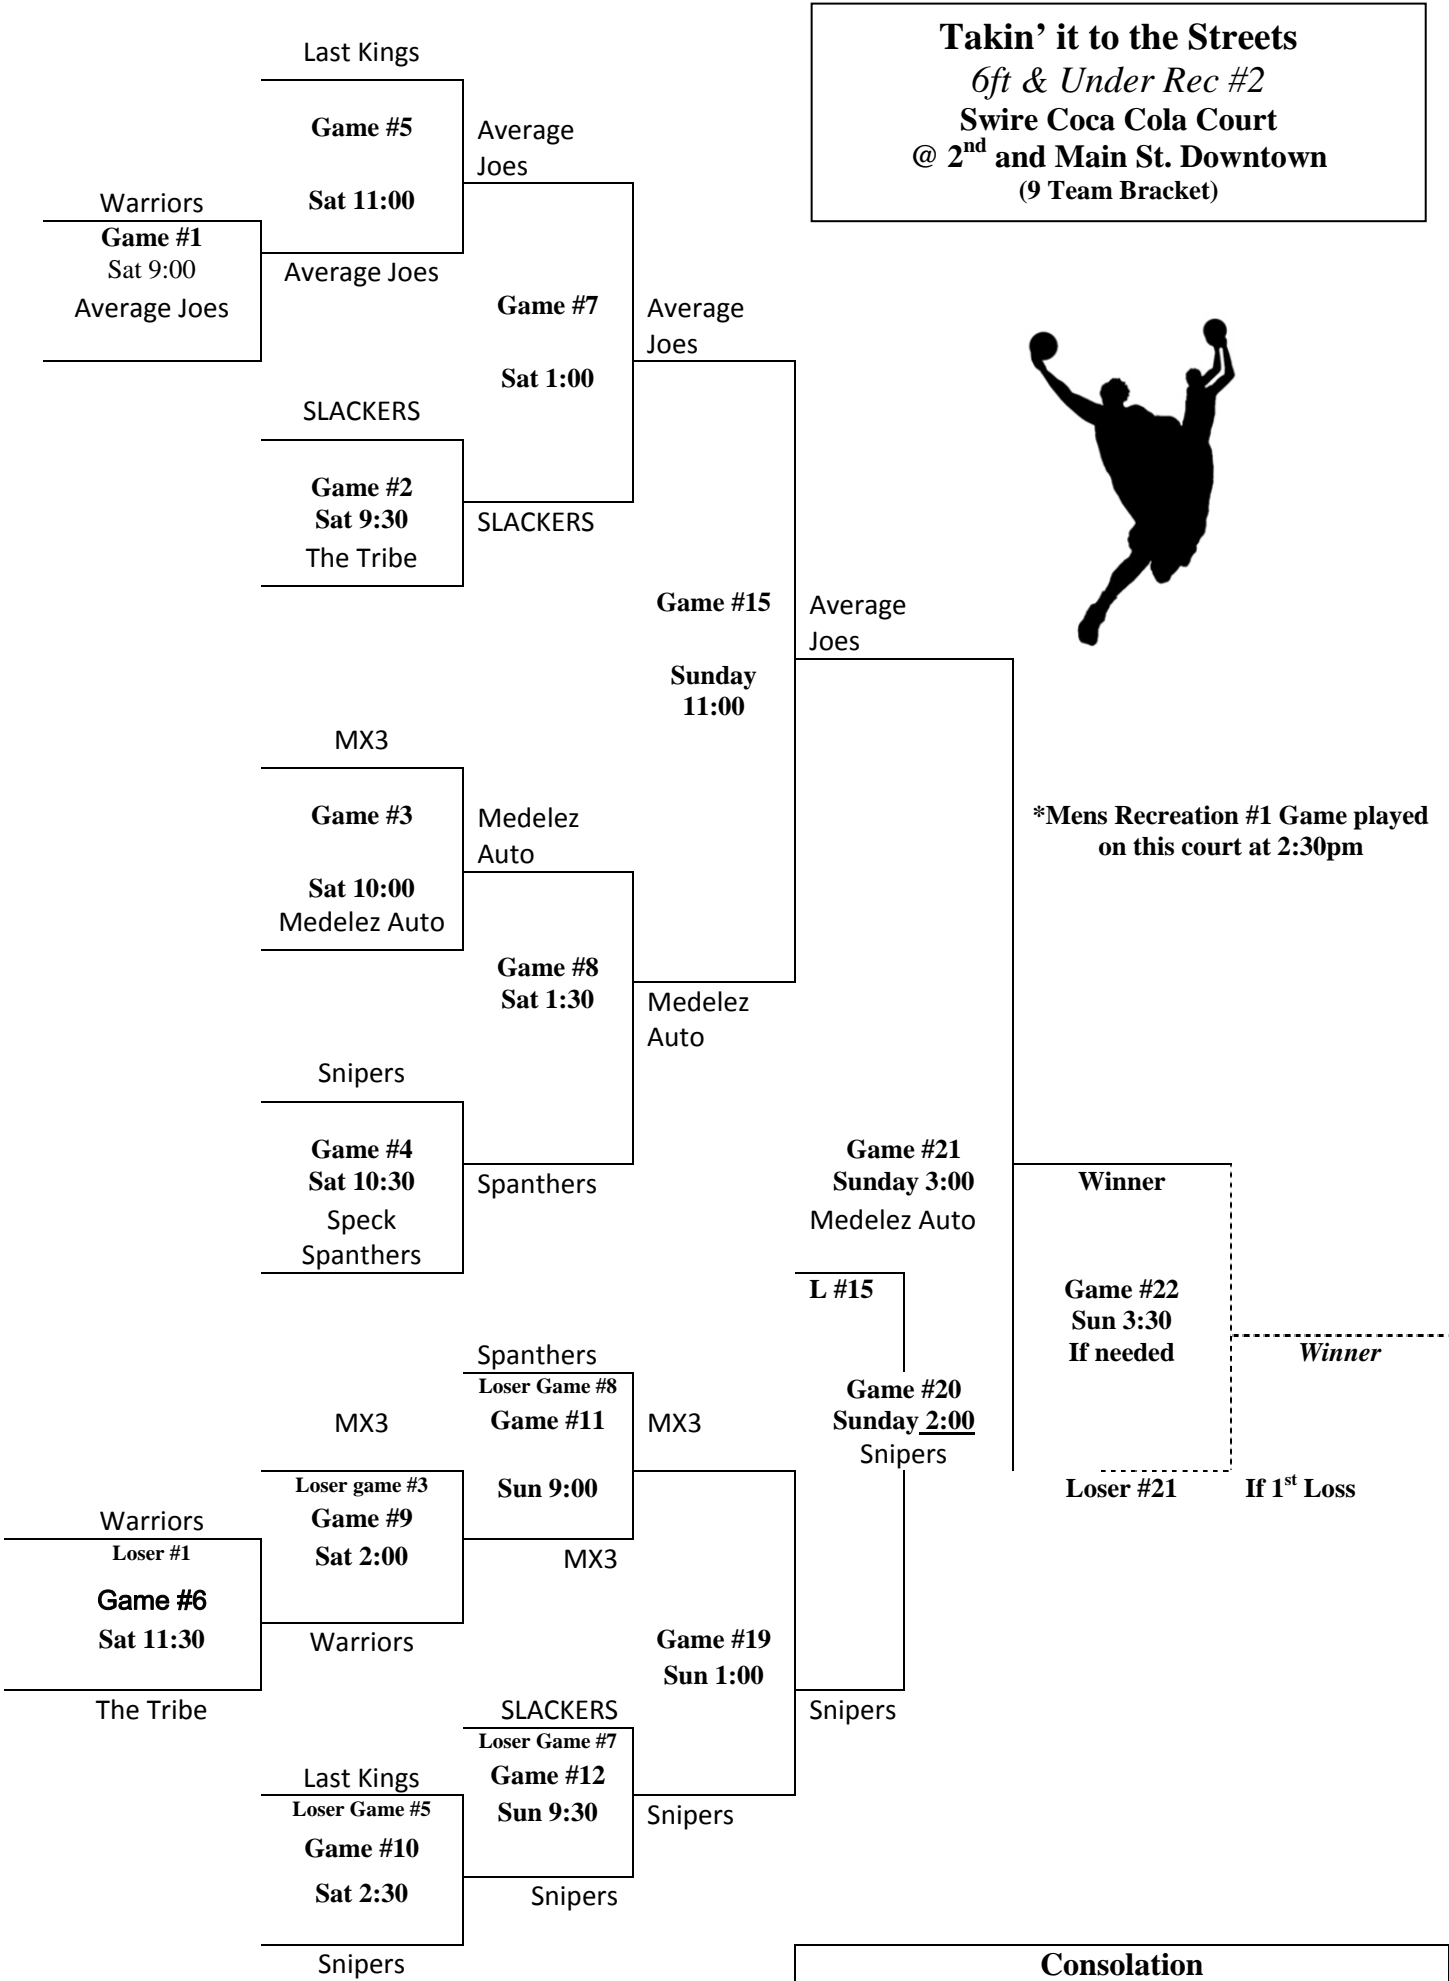 Takin’ it to the Streets
6ft & Under Rec #2
Swire Coca Cola Court
@ 2nd and Main St. Downtown
(9 Team Bracket)
Last Kings
Game #5
Sat 11:00
Average
Joes
Warriors
Game #1
Sat 9:00
Average Joes
Average Joes
Game #7
Sat 1:00
Average
Joes
SLACKERS
Game #2
Sat 9:30
The Tribe
SLACKERS
Game #15
Sunday
11:00
Average
Joes
MX3
Game #3
Sat 10:00
Medelez Auto
Medelez
Auto
*Mens Recreation #1 Game played
on this court at 2:30pm
Game #8
Sat 1:30
Medelez
Auto
Snipers
Game #4
Sat 10:30
Speck
Spanthers
Spanthers
Game #21
Sunday 3:00
Medelez Auto
L #15
Winner
Game #22
Sun 3:30
If needed
Winner
Spanthers
Loser Game #8
Game #11
Sun 9:00
MX3
Game #20
Sunday 2:00
Snipers
Loser #21
If 1st Loss
MX3
Loser game #3
Game #9
Sat 2:00
MX3
Warriors
Loser #1
Game #6
Sat 11:30
The Tribe
Warriors
Game #19
Sun 1:00
Snipers
SLACKERS
Loser Game #7
Game #12
Sun 9:30
Snipers
Last Kings
Loser Game #5
Game #10
Sat 2:30
Snipers
Snipers
Consolation